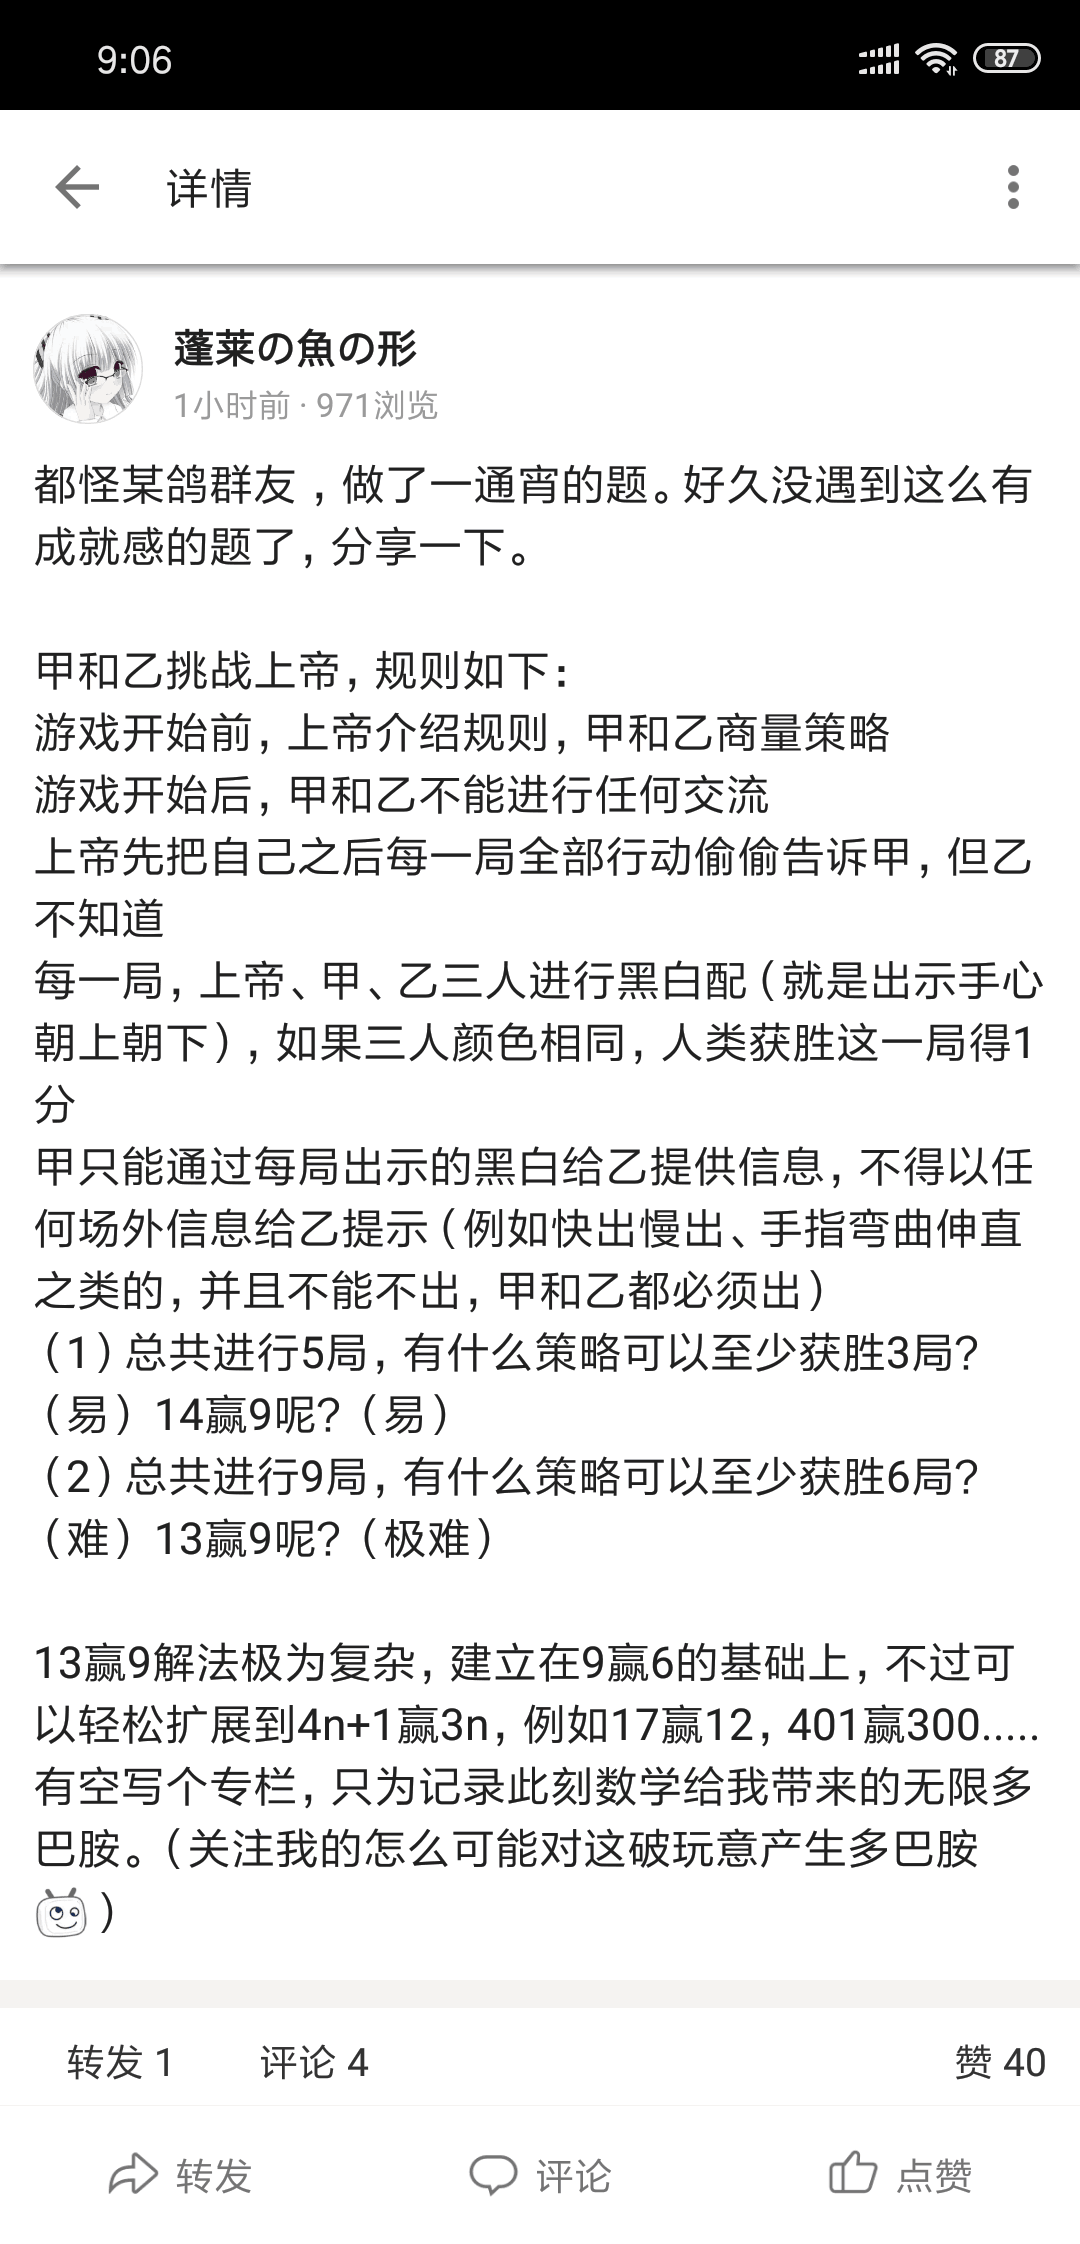 9:06
87
详情
蓬莱の魚の形
1小时前 · 971浏览
都怪某鸽群友，做了一通宵的题。好久没遇到这么有
成就感的题了，分享一下。
甲和乙挑战上帝，规则如下：
游戏开始前，上帝介绍规则，甲和乙商量策略
游戏开始后，甲和乙不能进行任何交流
上帝先把自己之后每一局全部行动偷偷告诉甲，但乙
不知道
每一局，上帝、甲、乙三人进行黑白配（就是出示手心
朝上朝下），如果三人颜色相同，人类获胜这一局得1
分
甲只能通过每局出示的黑白给乙提供信息，不得以任
何场外信息给乙提示（例如快出慢出、手指弯曲伸直
之类的，并且不能不出，甲和乙都必须出）
（1）总共进行5局，有什么策略可以至少获胜3局？
（易）14赢9呢？（易）
（2）总共进行9局，有什么策略可以至少获胜6局？
（难）13赢9呢？（极难）
13赢9解法极为复杂，建立在9赢6的基础上，不过可
以轻松扩展到4n+1赢3n，例如17赢12，401赢300.....
有空写个专栏，只为记录此刻数学给我带来的无限多
巴胺。（关注我的怎么可能对这破玩意产生多巴胺
）
转发 1 评论 4 赞 40
转发 评论 点赞